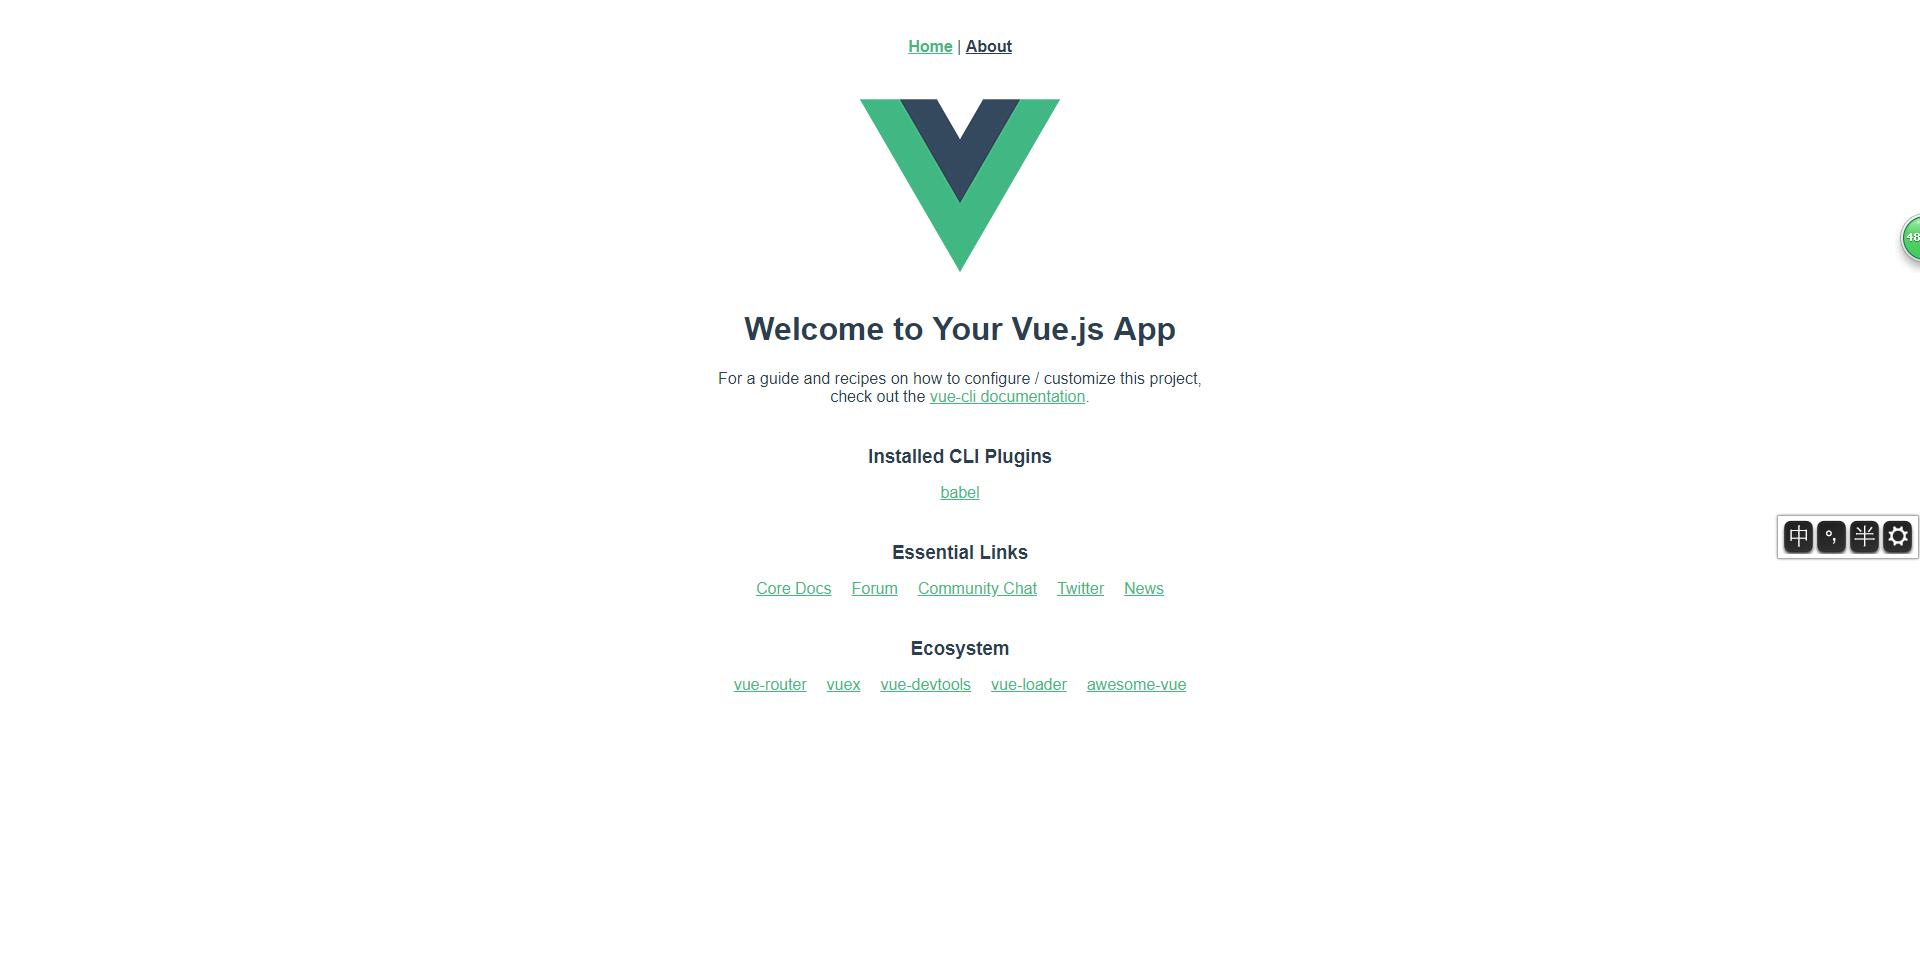 Home | About
Welcome to Your Vue.js App
For a guide and recipes on how to configure / customize this project,
check out the vue-cli documentation.
Installed CLI Plugins
babel
Essential Links
Core Docs Forum Community Chat Twitter News
Ecosystem
vue-router vuex vue-devtools vue-loader awesome-vue
48
中 °, 半